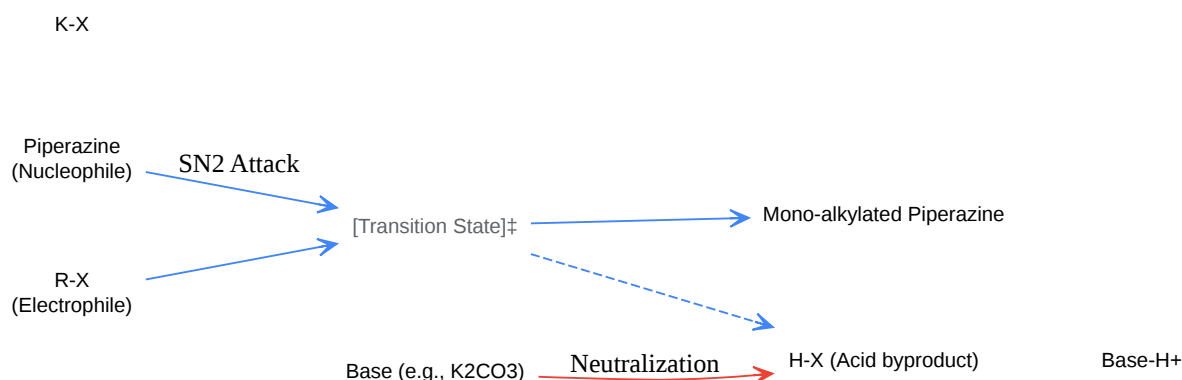 K-X
Piperazine
(Nucleophile)
SN2 Attack
[Transition State]‡
Mono-alkylated Piperazine
R-X
(Electrophile)
Base (e.g., K2CO3)
Neutralization
H-X (Acid byproduct)
Base-H+